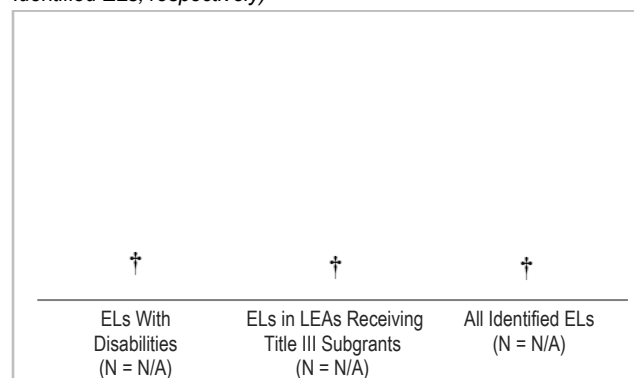 identified ELs, respectively)
† † †
ELs With Disabilities (N = N/A)
ELs in LEAs Receiving Title III Subgrants (N = N/A)
All Identified ELs (N = N/A)